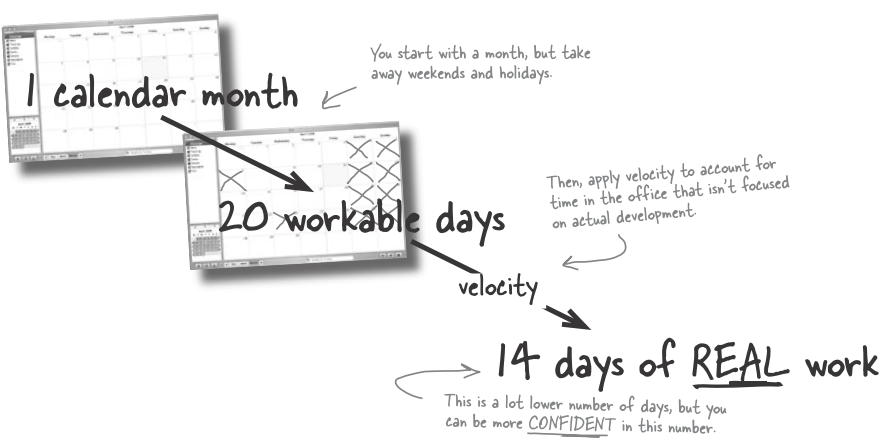 You start with a month, but take
away weekends and holidays.
1 calendar month
Then, apply velocity to account for
time in the office that isn't focused
on actual development.
20 workable days
velocity
14 days of REAL work
This is a lot lower number of days, but you
can be more CONFIDENT in this number.